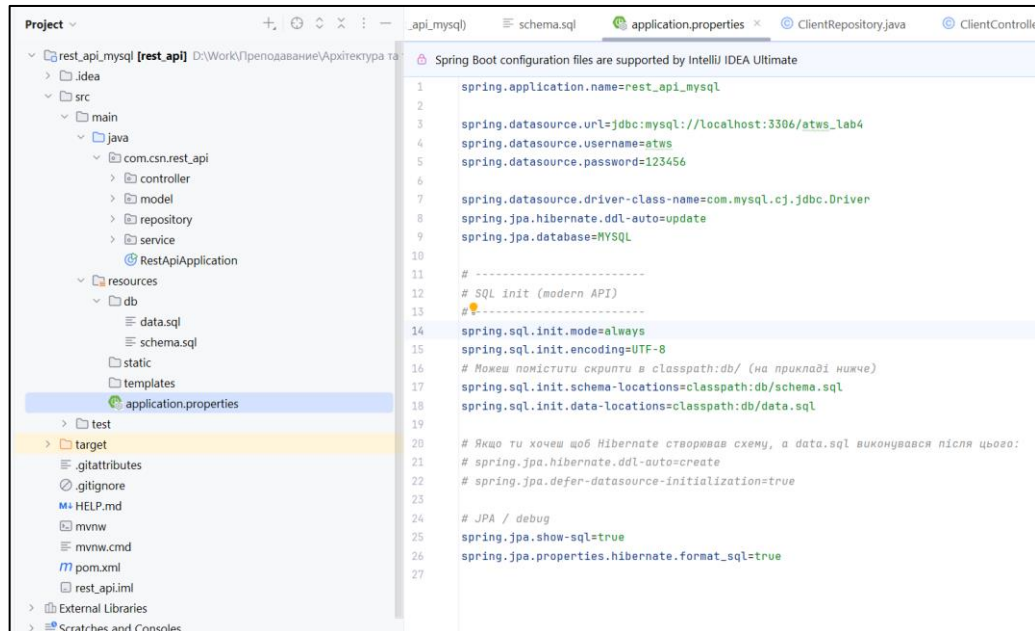 Project
rest_api_mysql [rest_api] D:\Work\Преподавание\Архітектура та
.idea
src
main
java
com.csn.rest_api
controller
model
repository
service
RestApiApplication
resources
db
data.sql
schema.sql
static
templates
application.properties
test
target
.gitattributes
.gitignore
M↓ HELP.md
mvnw
mvnw.cmd
m pom.xml
rest_api.iml
External Libraries
Scratches and Consoles
_api_mysql) schema.sql application.properties ClientRepository.java ClientControlle
Spring Boot configuration files are supported by IntelliJ IDEA Ultimate
1 spring.application.name=rest_api_mysql
2
3 spring.datasource.url=jdbc:mysql://localhost:3306/atws_lab4
4 spring.datasource.username=atws
5 spring.datasource.password=123456
6
7 spring.datasource.driver-class-name=com.mysql.cj.jdbc.Driver
8 spring.jpa.hibernate.ddl-auto=update
9 spring.jpa.database=MYSQL
10
11 # -------------------------
12 # SQL init (modern API)
13 # -------------------------
14 spring.sql.init.mode=always
15 spring.sql.init.encoding=UTF-8
16 # Можеш помістити скрипти в classpath:db/ (на прикладі нижче)
17 spring.sql.init.schema-locations=classpath:db/schema.sql
18 spring.sql.init.data-locations=classpath:db/data.sql
19
20 # Якщо ти хочеш щоб Hibernate створював схему, а data.sql виконувався після цього:
21 # spring.jpa.hibernate.ddl-auto=create
22 # spring.jpa.defer-datasource-initialization=true
23
24 # JPA / debug
25 spring.jpa.show-sql=true
26 spring.jpa.properties.hibernate.format_sql=true
27